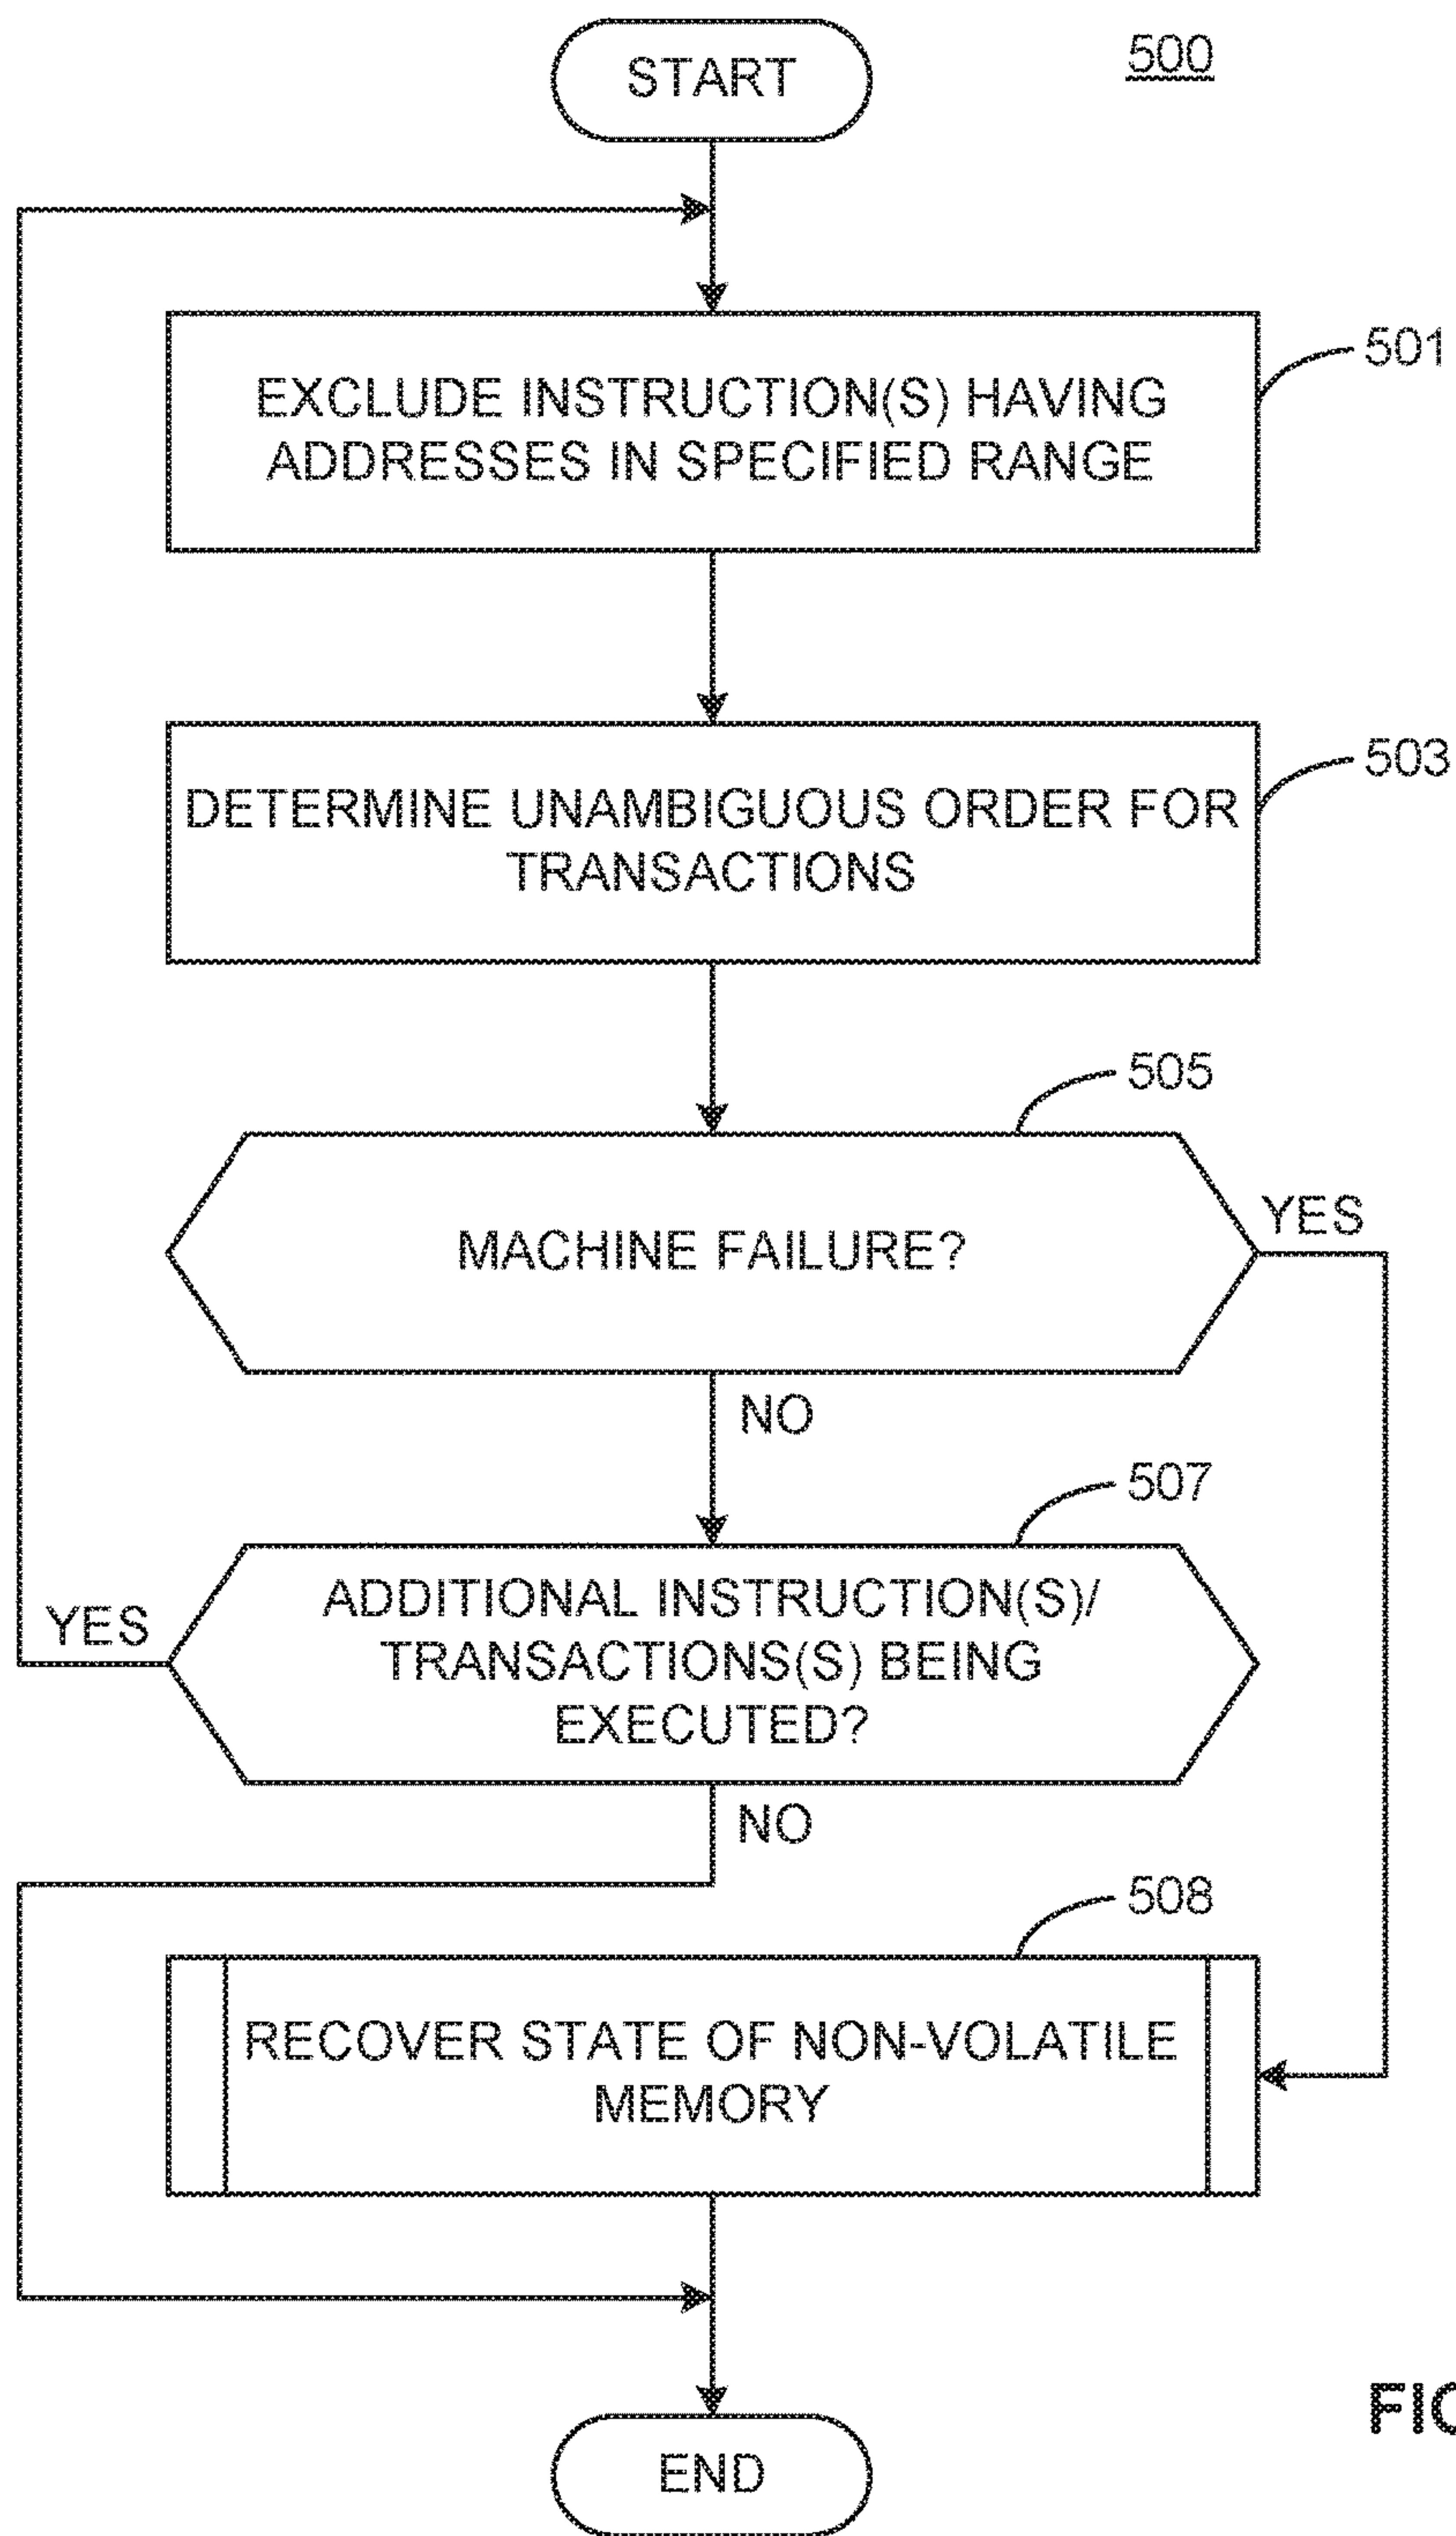 START
500
EXCLUDE INSTRUCTION(S) HAVING
ADDRESSES IN SPECIFIED RANGE
501
DETERMINE UNAMBIGUOUS ORDER FOR
TRANSACTIONS
503
505
MACHINE FAILURE?
YES
NO
507
ADDITIONAL INSTRUCTION(S)/
TRANSACTIONS(S) BEING
EXECUTED?
YES
NO
508
RECOVER STATE OF NON-VOLATILE
MEMORY
END